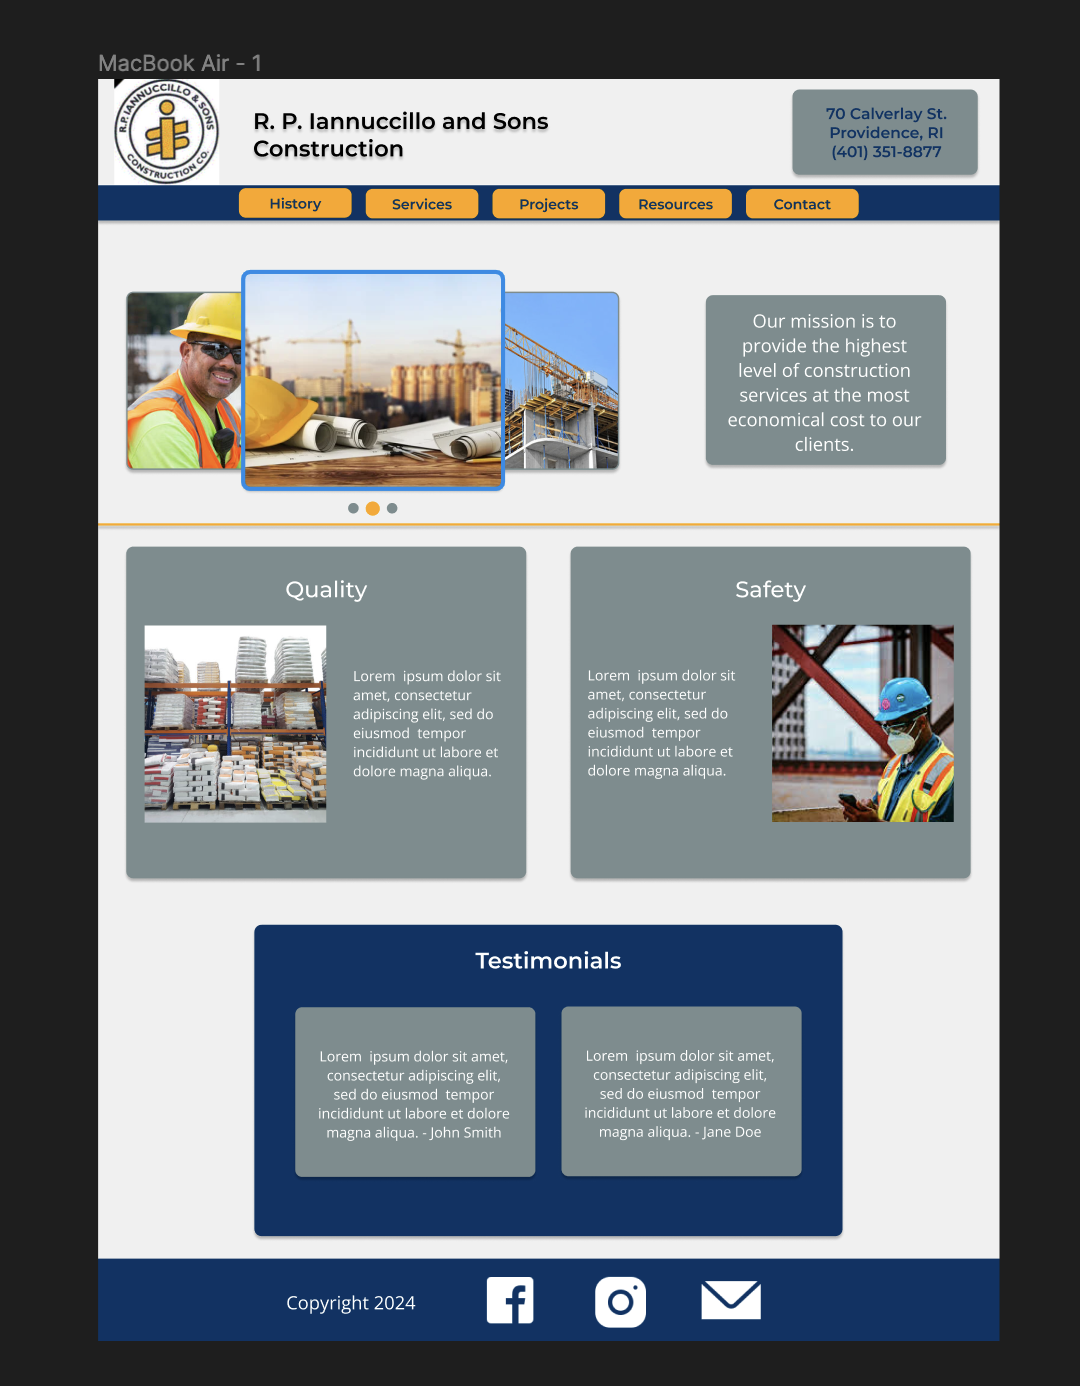 MacBook Air - 1
R.P. IANNUCCILLO & SONS
CONSTRUCTION CO.
R. P. Iannuccillo and Sons
Construction
70 Calverlay St.
Providence, RI
(401) 351-8877
History
Services
Projects
Resources
Contact
Our mission is to
provide the highest
level of construction
services at the most
economical cost to our
clients.
Quality
Lorem ipsum dolor sit
amet, consectetur
adipiscing elit, sed do
eiusmod tempor
incididunt ut labore et
dolore magna aliqua.
Safety
Lorem ipsum dolor sit
amet, consectetur
adipiscing elit, sed do
eiusmod tempor
incididunt ut labore et
dolore magna aliqua.
Testimonials
Lorem ipsum dolor sit amet,
consectetur adipiscing elit,
sed do eiusmod tempor
incididunt ut labore et dolore
magna aliqua. - John Smith
Lorem ipsum dolor sit amet,
consectetur adipiscing elit,
sed do eiusmod tempor
incididunt ut labore et dolore
magna aliqua. - Jane Doe
Copyright 2024